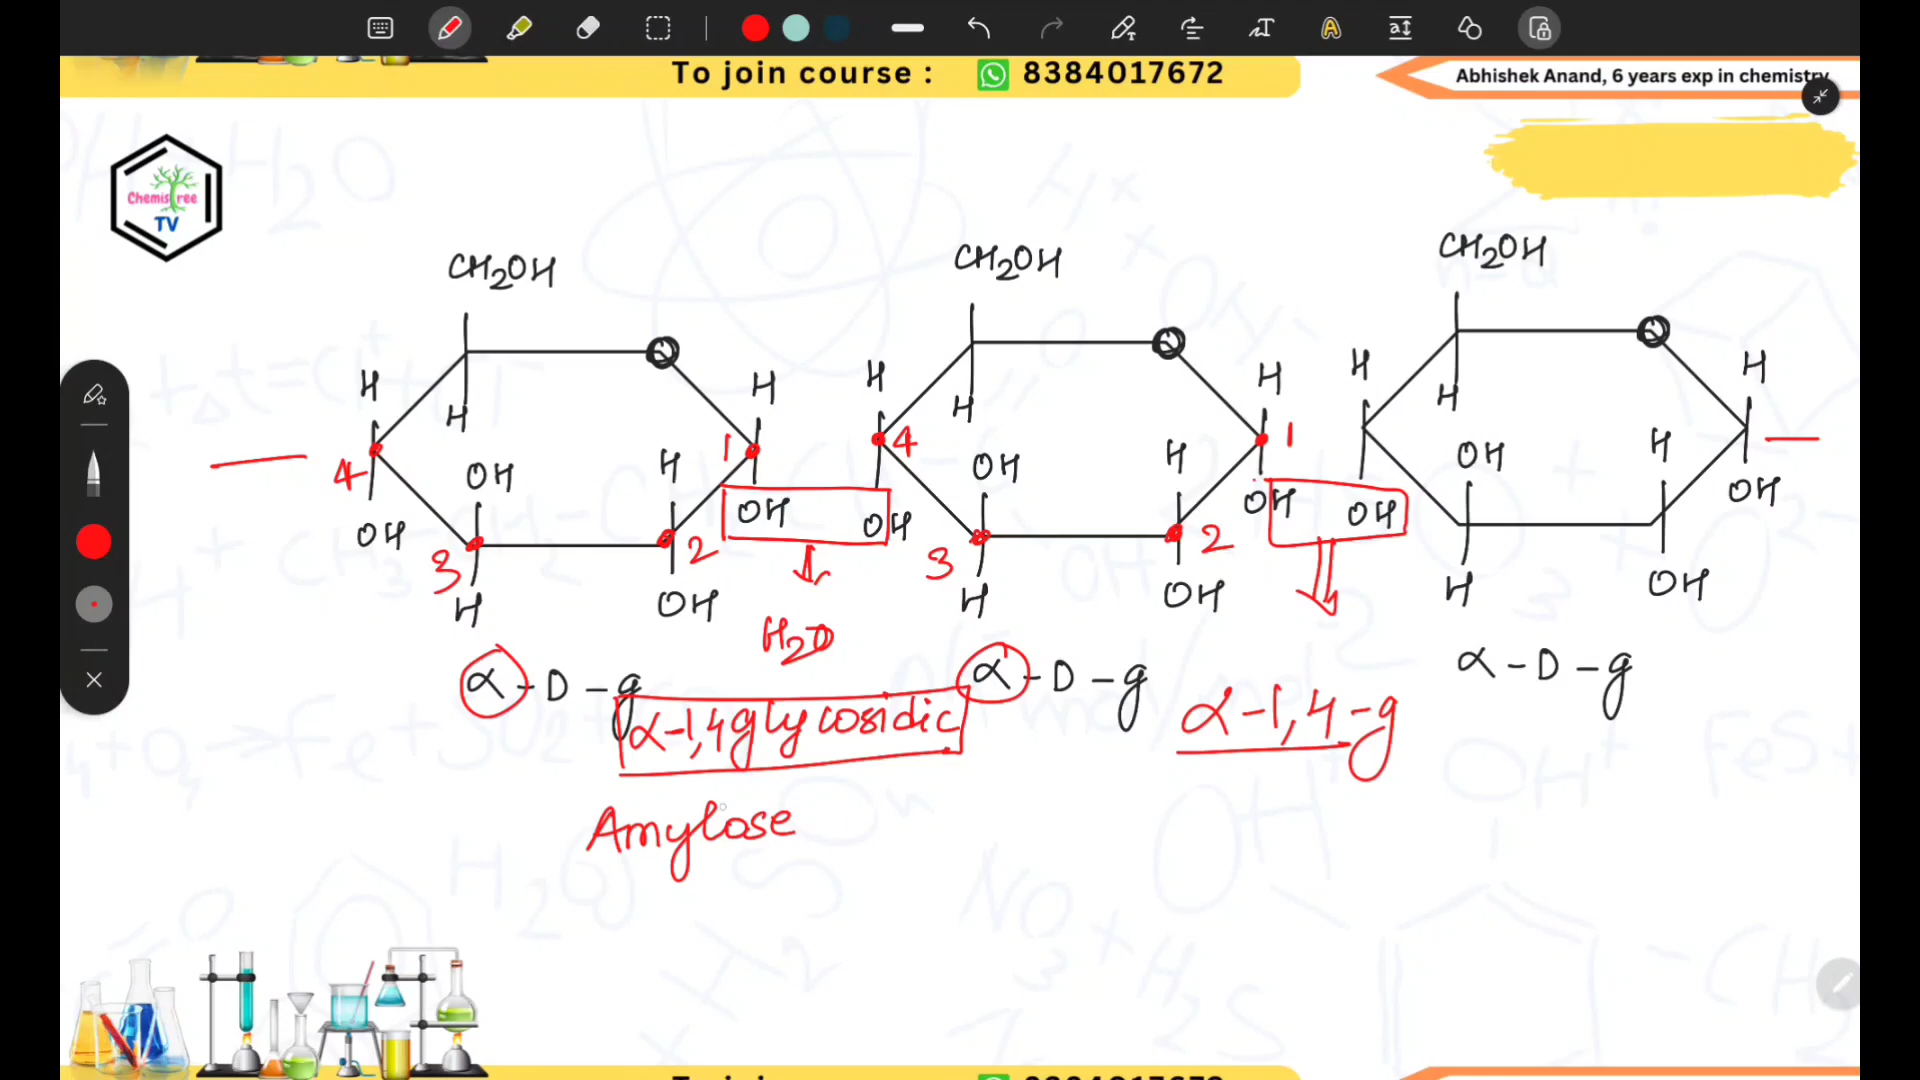 To join course : 8384017672
Abhishek Anand, 6 years exp in chemistry
Chemistree
TV
CH2OH CH2OH CH2OH
O O O
H H H H H H
H H H
4 1 4 1
OH H OH H OH H
OH OH OH OH OH OH
3 2 3 2
H OH H OH H OH
H2O
α-D-g α-D-g α-D-g
α-1,4 glycosidic α-1,4-g
Amylose